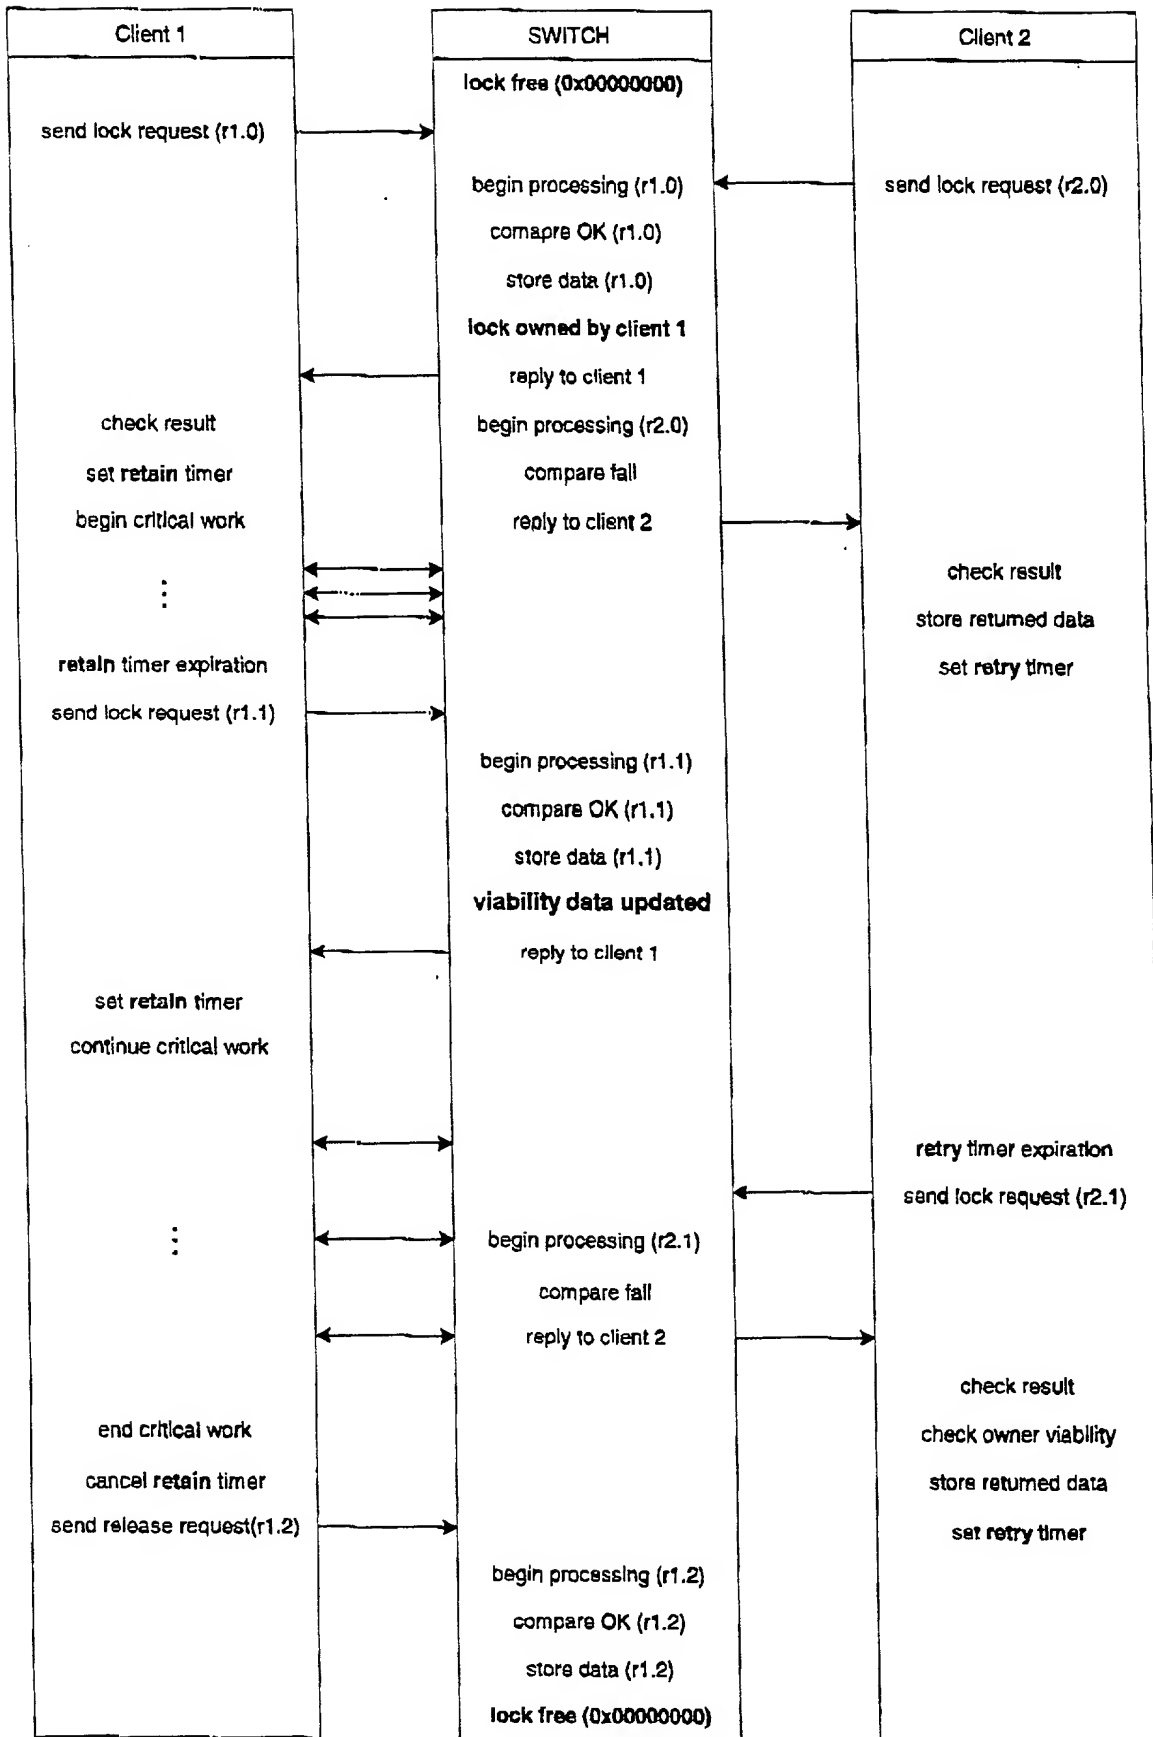 Client 1
SWITCH
Client 2
lock free (0x00000000)
send lock request (r1.0)
begin processing (r1.0)
send lock request (r2.0)
comapre OK (r1.0)
store data (r1.0)
lock owned by client 1
reply to client 1
check result
begin processing (r2.0)
set retain timer
compare fail
begin critical work
reply to client 2
check result
store returned data
retain timer expiration
set retry timer
send lock request (r1.1)
begin processing (r1.1)
compare OK (r1.1)
store data (r1.1)
viability data updated
reply to client 1
set retain timer
continue critical work
retry timer expiration
send lock request (r2.1)
begin processing (r2.1)
compare fail
reply to client 2
check result
end critical work
check owner viability
cancel retain timer
store returned data
send release request(r1.2)
set retry timer
begin processing (r1.2)
compare OK (r1.2)
store data (r1.2)
lock free (0x00000000)